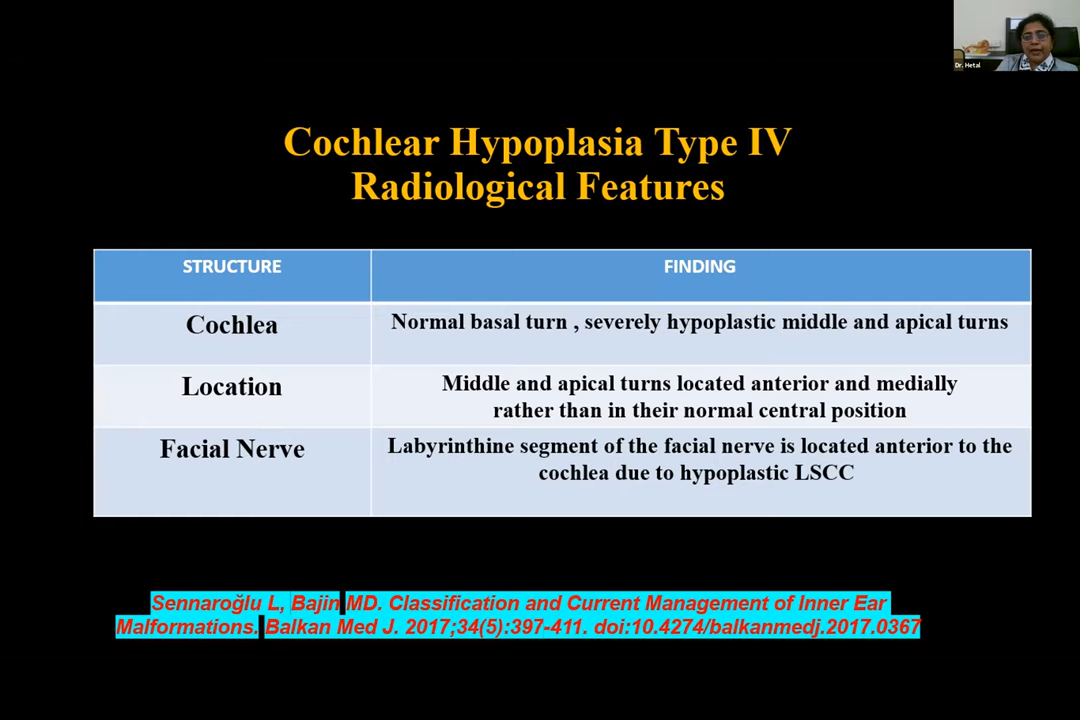 Dr. Hetal
Cochlear Hypoplasia Type IV
Radiological Features
STRUCTURE
FINDING
Cochlea
Normal basal turn , severely hypoplastic middle and apical turns
Location
Middle and apical turns located anterior and medially
rather than in their normal central position
Facial Nerve
Labyrinthine segment of the facial nerve is located anterior to the
cochlea due to hypoplastic LSCC
Sennaroğlu L, Bajin MD. Classification and Current Management of Inner Ear
Malformations. Balkan Med J. 2017;34(5):397-411. doi:10.4274/balkanmedj.2017.0367